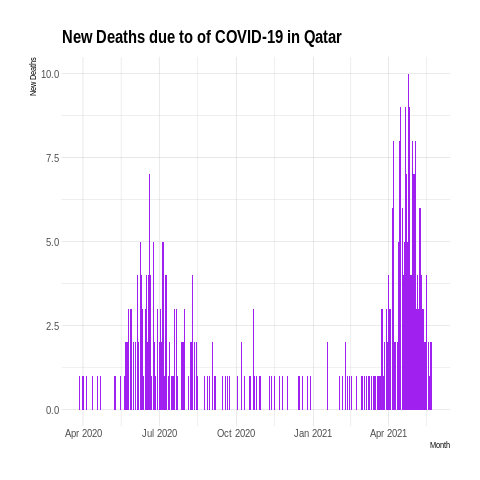 New Deaths due to of COVID-19 in Qatar
New Deaths
10.0
7.5
5.0
2.5
0.0
Apr 2020 Jul 2020 Oct 2020 Jan 2021 Apr 2021
Month